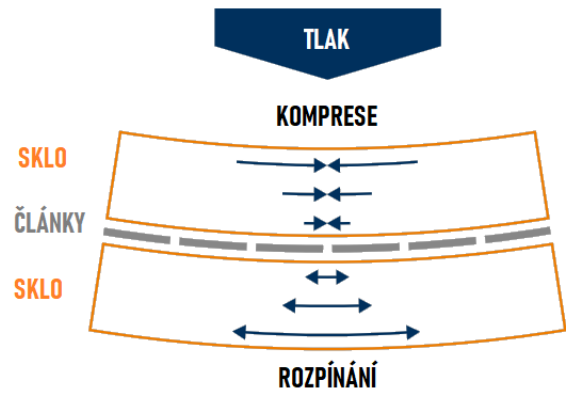 TLAK
KOMPRESE
SKLO
ČLÁNKY
SKLO
ROZPÍNÁNÍ